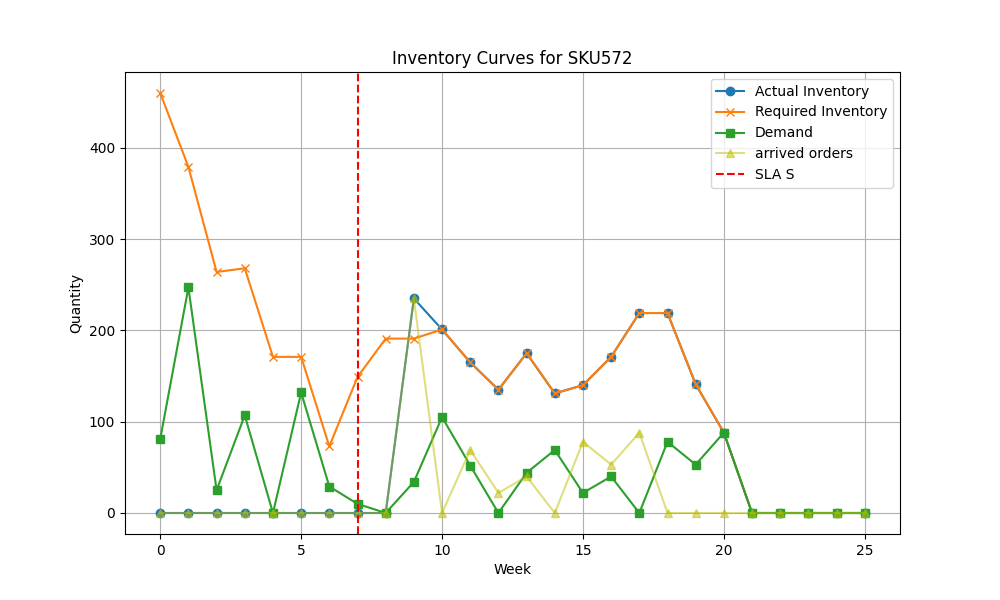 Inventory Curves for SKU572
Actual Inventory
Required Inventory
Demand
arrived orders
SLA S
Quantity
400
300
200
100
0
0 5 10 15 20 25
Week